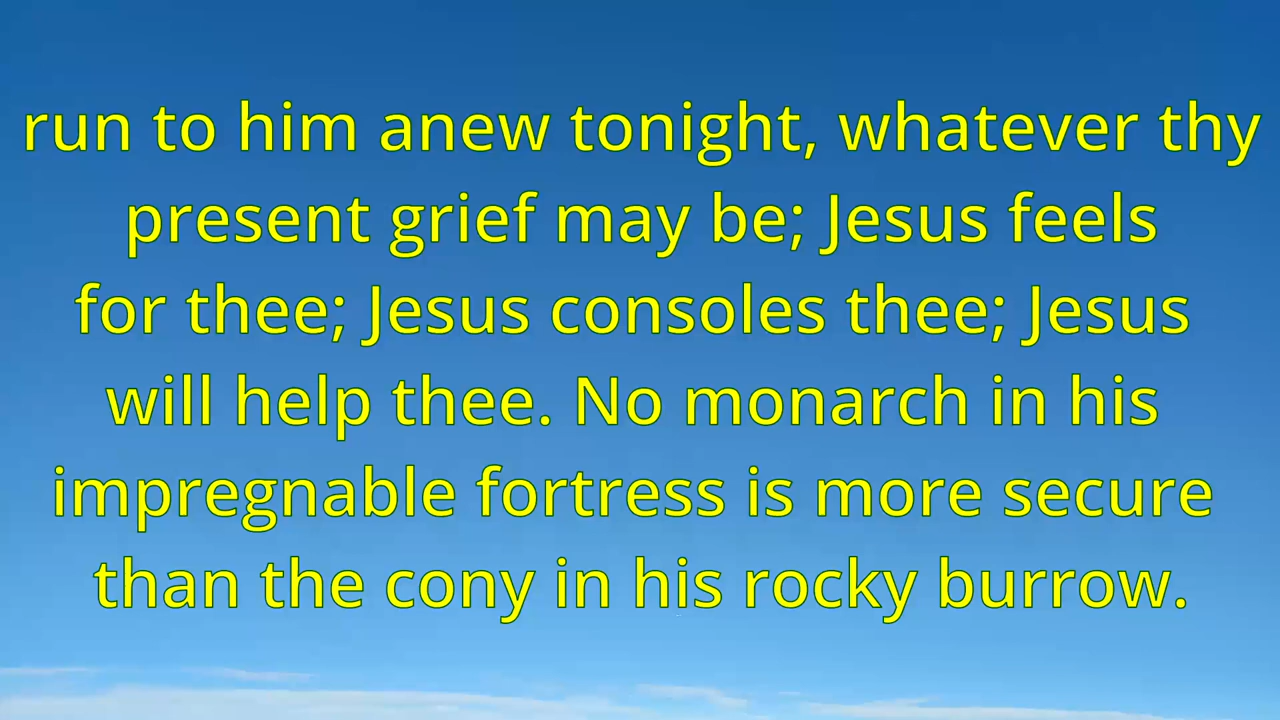 run to him anew tonight, whatever thy
present grief may be; Jesus feels
for thee; Jesus consoles thee; Jesus
will help thee. No monarch in his
impregnable fortress is more secure
than the cony in his rocky burrow.